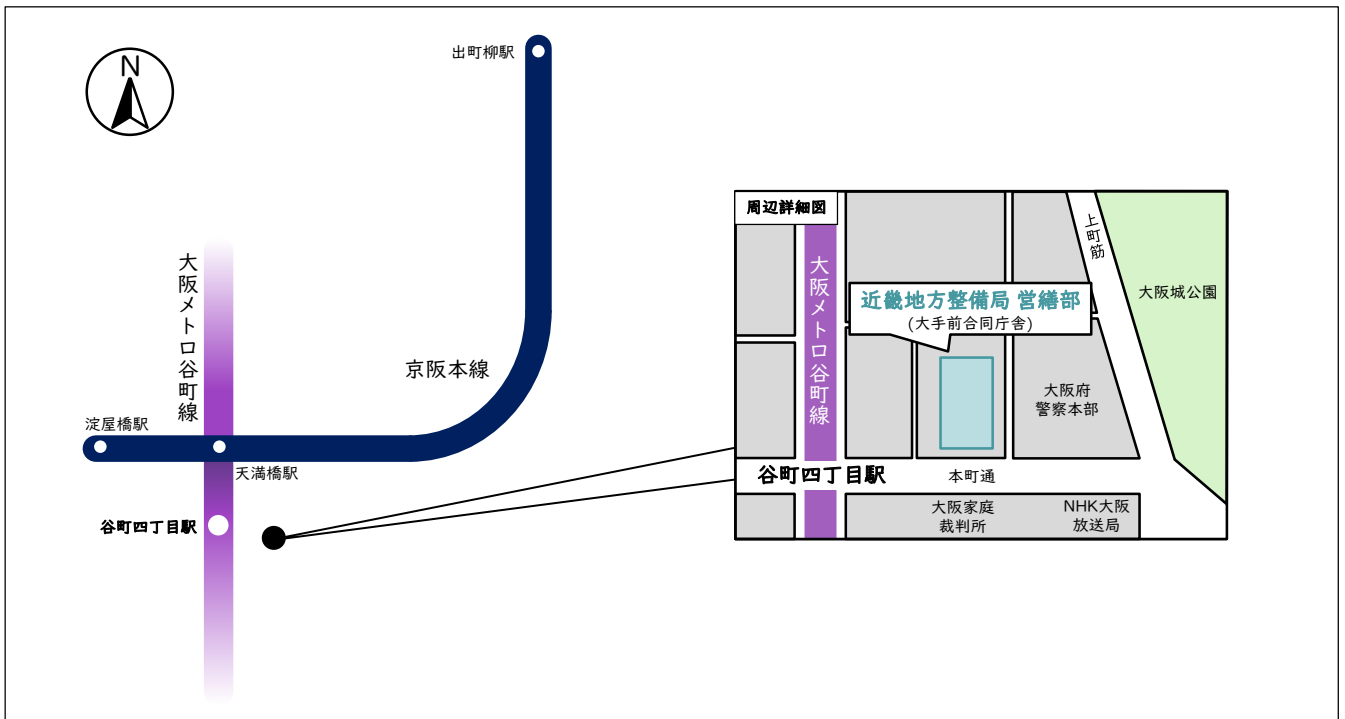 N
出町柳駅
大阪メトロ谷町線
京阪本線
淀屋橋駅
天満橋駅
谷町四丁目駅
周辺詳細図
上町筋
大阪メトロ谷町線
大阪城公園
近畿地方整備局 営繕部
(大手前合同庁舎)
大阪府
警察本部
谷町四丁目駅
本町通
大阪家庭
裁判所
NHK大阪
放送局